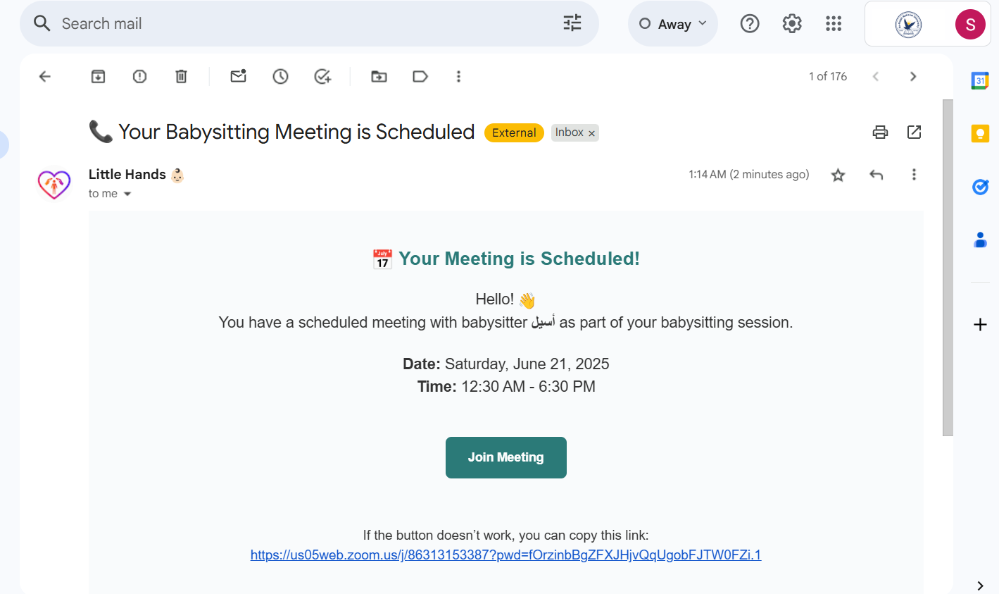 Search mail
Away
S
1 of 176
31
📞 Your Babysitting Meeting is Scheduled External Inbox ×
Little Hands 👶🏻
1:14 AM (2 minutes ago)
to me
📅 Your Meeting is Scheduled!
Hello! 👋
You have a scheduled meeting with babysitter أسيل as part of your babysitting session.
Date: Saturday, June 21, 2025
Time: 12:30 AM - 6:30 PM
Join Meeting
If the button doesn’t work, you can copy this link:
https://us05web.zoom.us/j/86313153387?pwd=fOrzinbBgZFXJHjvQqUgobFJTW0FZi.1